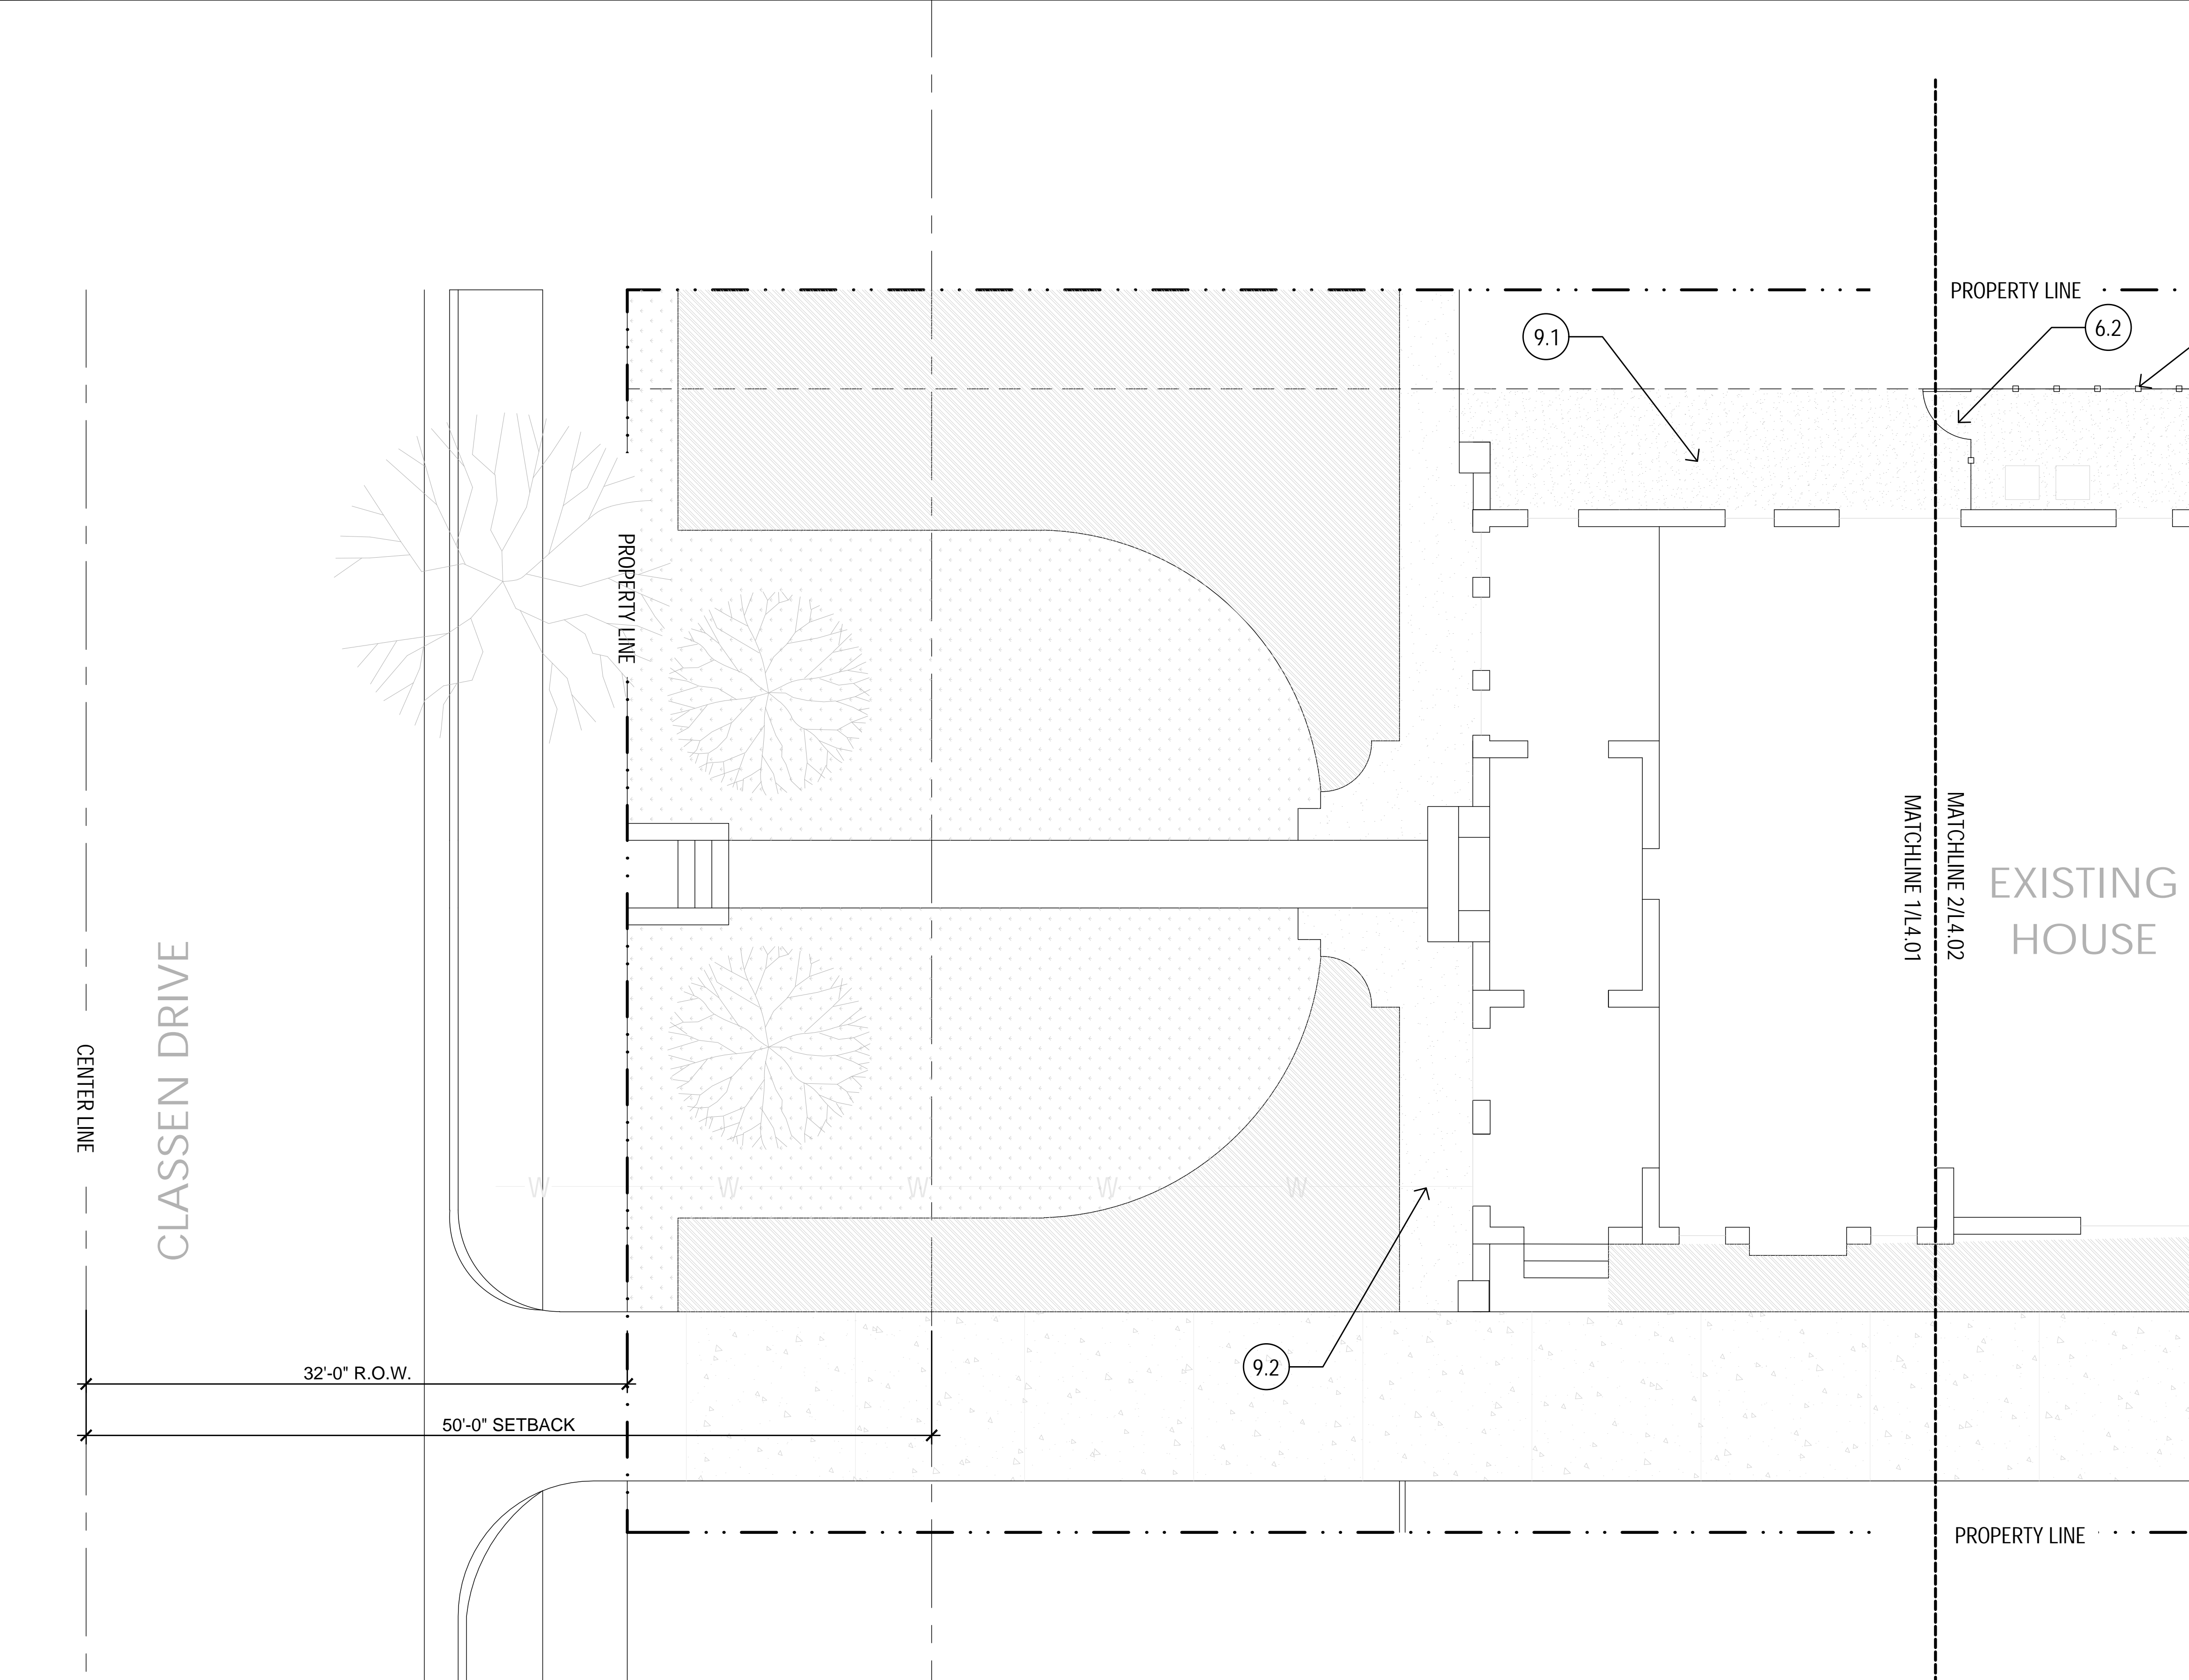 PROPERTY LINE
6.2
9.1
PROPERTY LINE
MATCHLINE 1/L4.01
MATCHLINE 2/L4.02
EXISTING
HOUSE
CLASSEN DRIVE
CENTER LINE
W W W W W
9.2
32'-0" R.O.W.
50'-0" SETBACK
PROPERTY LINE